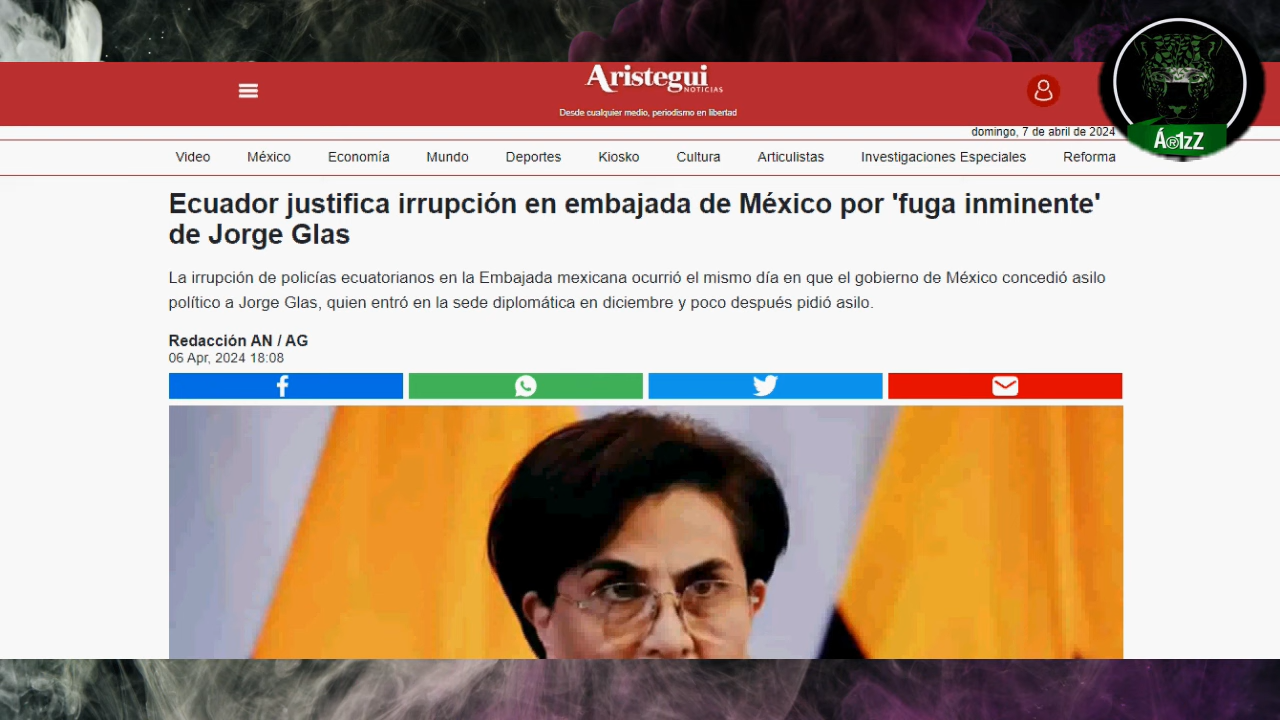 Aristegui
NOTICIAS
Desde cualquier medio, periodismo en libertad
Á®1zZ
domingo, 7 de abril de 2024
Video México Economía Mundo Deportes Kiosko Cultura Articulistas Investigaciones Especiales Reforma
Ecuador justifica irrupción en embajada de México por 'fuga inminente'
de Jorge Glas
La irrupción de policías ecuatorianos en la Embajada mexicana ocurrió el mismo día en que el gobierno de México concedió asilo
político a Jorge Glas, quien entró en la sede diplomática en diciembre y poco después pidió asilo.
Redacción AN / AG
06 Apr, 2024 18:08